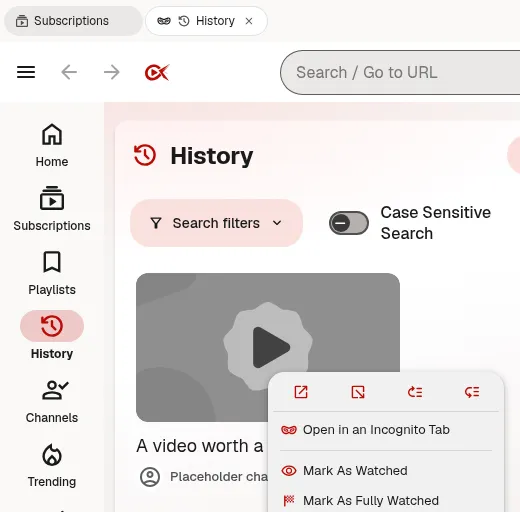 Subscriptions
History
Search / Go to URL
Home
Subscriptions
Playlists
History
Channels
Trending
History
Search filters
Case Sensitive
Search
A video worth a
Placeholder cha
Open in an Incognito Tab
Mark As Watched
Mark As Fully Watched